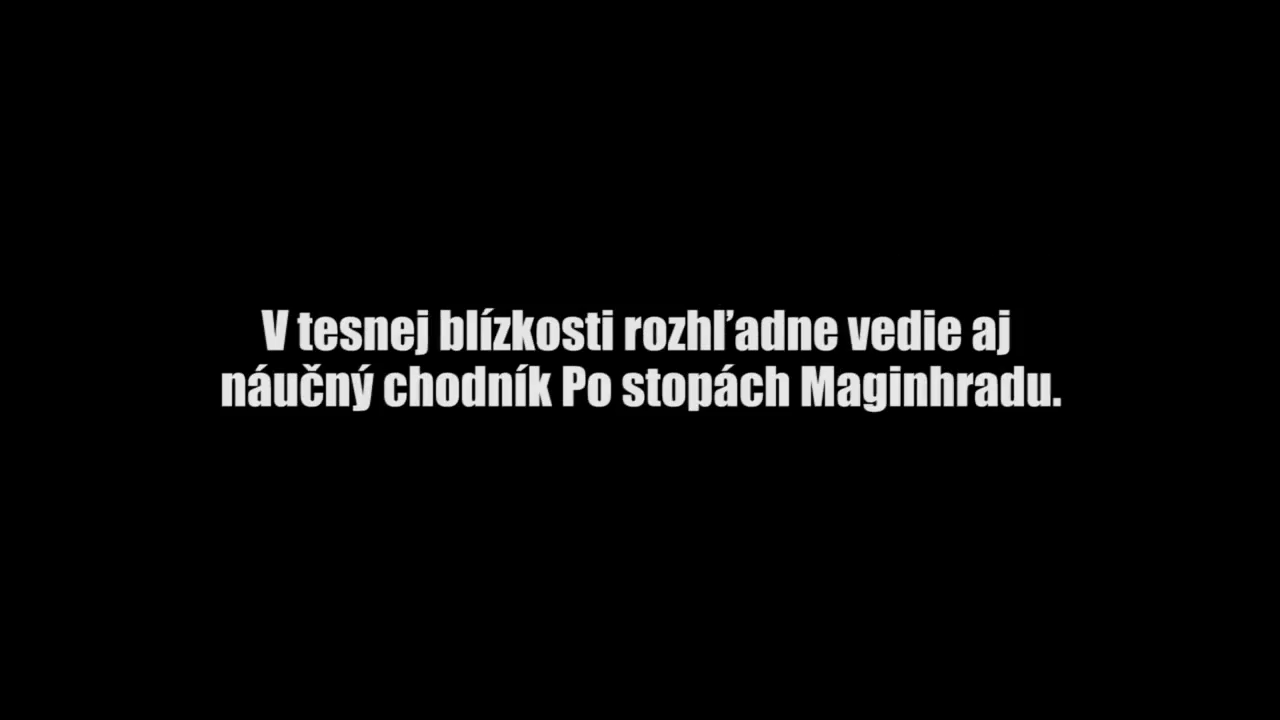 V tesnej blízkosti rozhľadne vedie aj
náučný chodník Po stopách Maginhradu.